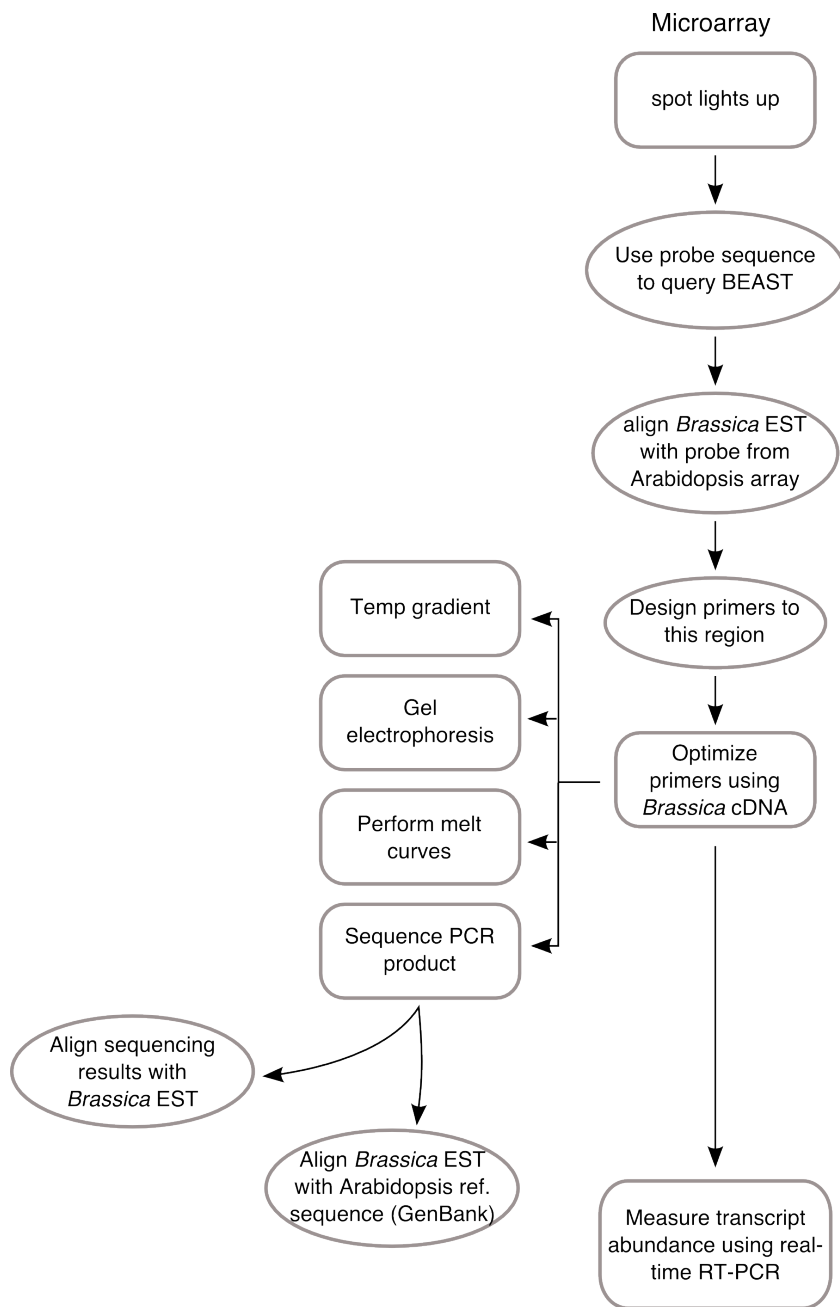 Microarray
spot lights up
Use probe sequence
to query BEAST
align Brassica EST
with probe from
Arabidopsis array
Design primers to
this region
Optimize
primers using
Brassica cDNA
Temp gradient
Gel
electrophoresis
Perform melt
curves
Sequence PCR
product
Align sequencing
results with
Brassica EST
Align Brassica EST
with Arabidopsis ref.
sequence (GenBank)
Measure transcript
abundance using real-
time RT-PCR